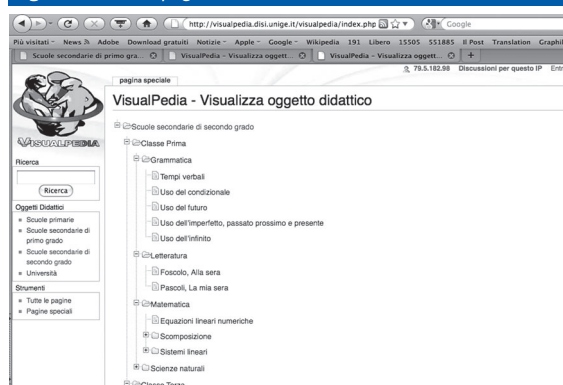 http://visualpedia.disi.unige.it/visualpedia/index.php
Google
Più visitati News Adobe Download gratuiti Notizie Apple Google Wikipedia 191 Libero 15505 551885 Il Post Translation Graphi
Scuole secondarie di primo gra...
VisualPedia - Visualizza oggett...
VisualPedia - Visualizza oggett...
79.5.182.98 Discussioni per questo IP Entr
pagina speciale
VisualPedia - Visualizza oggetto didattico
VISUALPEDIA
Ricerca
Ricerca
Oggetti Didattici
Scuole primarie
Scuole secondarie di
primo grado
Scuole secondarie di
secondo grado
Università
Strumenti
Tutte le pagine
Pagine speciali
Scuole secondarie di secondo grado
Classe Prima
Grammatica
Tempi verbali
Uso del condizionale
Uso del futuro
Uso dell'imperfetto, passato prossimo e presente
Uso dell'infinito
Letteratura
Foscolo, Alla sera
Pascoli, La mia sera
Matematica
Equazioni lineari numeriche
Scomposizione
Sistemi lineari
Scienze naturali
Classe Terza